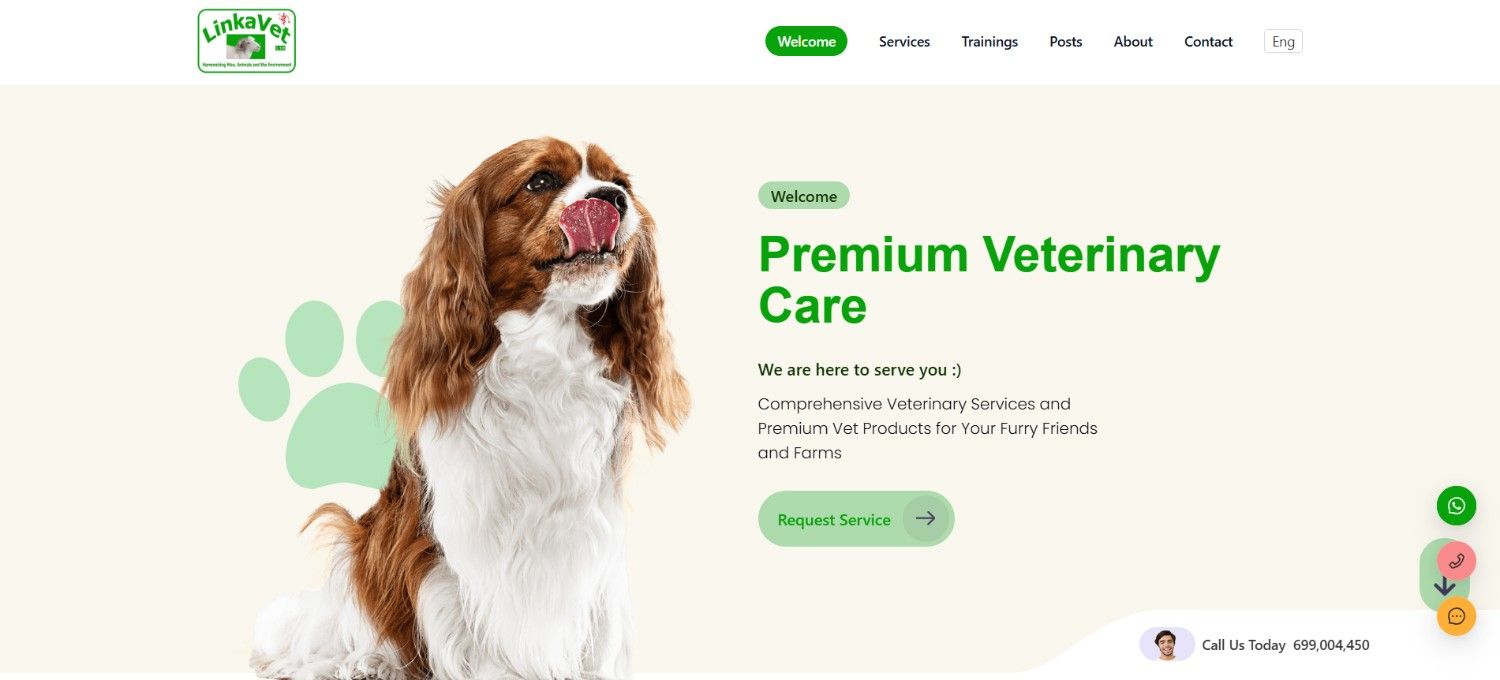 LinkaVet
Harmonizing Man, Animals and the Environment
Welcome
Services
Trainings
Posts
About
Contact
Eng
Welcome
Premium Veterinary
Care
We are here to serve you :)
Comprehensive Veterinary Services and
Premium Vet Products for Your Furry Friends
and Farms
Request Service
Call Us Today 699,004,450